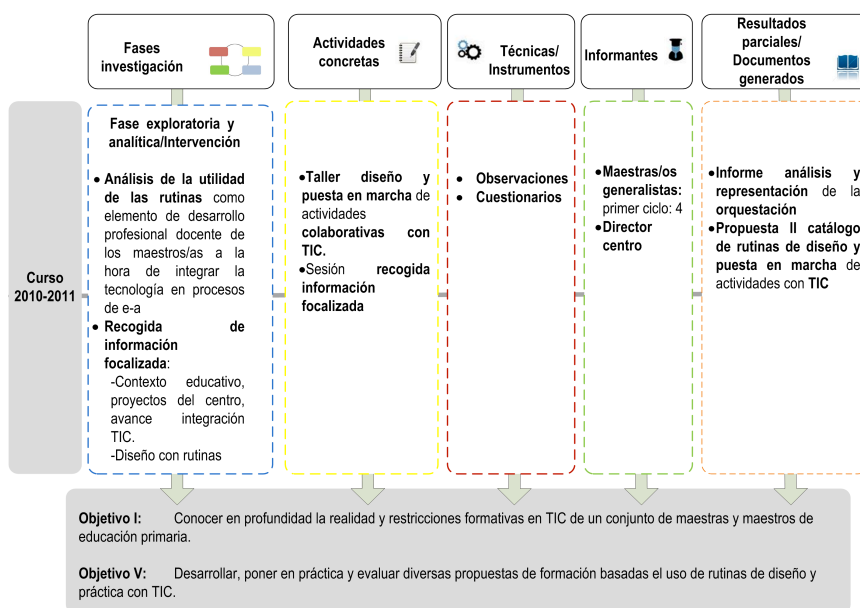 Fases
investigación
Actividades
concretas
Técnicas/
Instrumentos
Informantes
Resultados
parciales/
Documentos
generados
Curso
2010-2011
Fase exploratoria y
analítica/Intervención
• Análisis de la utilidad
de las rutinas como
elemento de desarrollo
profesional docente de
los maestros/as a la
hora de integrar la
tecnología en procesos
de e-a
• Recogida de
información
focalizada:
-Contexto educativo,
proyectos del centro,
avance integración
TIC.
-Diseño con rutinas
•Taller diseño y
puesta en marcha de
actividades
colaborativas con
TIC.
•Sesión recogida
información
focalizada
• Observaciones
• Cuestionarios
•Maestras/os
generalistas:
primer ciclo: 4
•Director
centro
•Informe análisis y
representación de la
orquestación
•Propuesta II catálogo
de rutinas de diseño y
puesta en marcha de
actividades con TIC
Objetivo I: Conocer en profundidad la realidad y restricciones formativas en TIC de un conjunto de maestras y maestros de
educación primaria.
Objetivo V: Desarrollar, poner en práctica y evaluar diversas propuestas de formación basadas el uso de rutinas de diseño y
práctica con TIC.